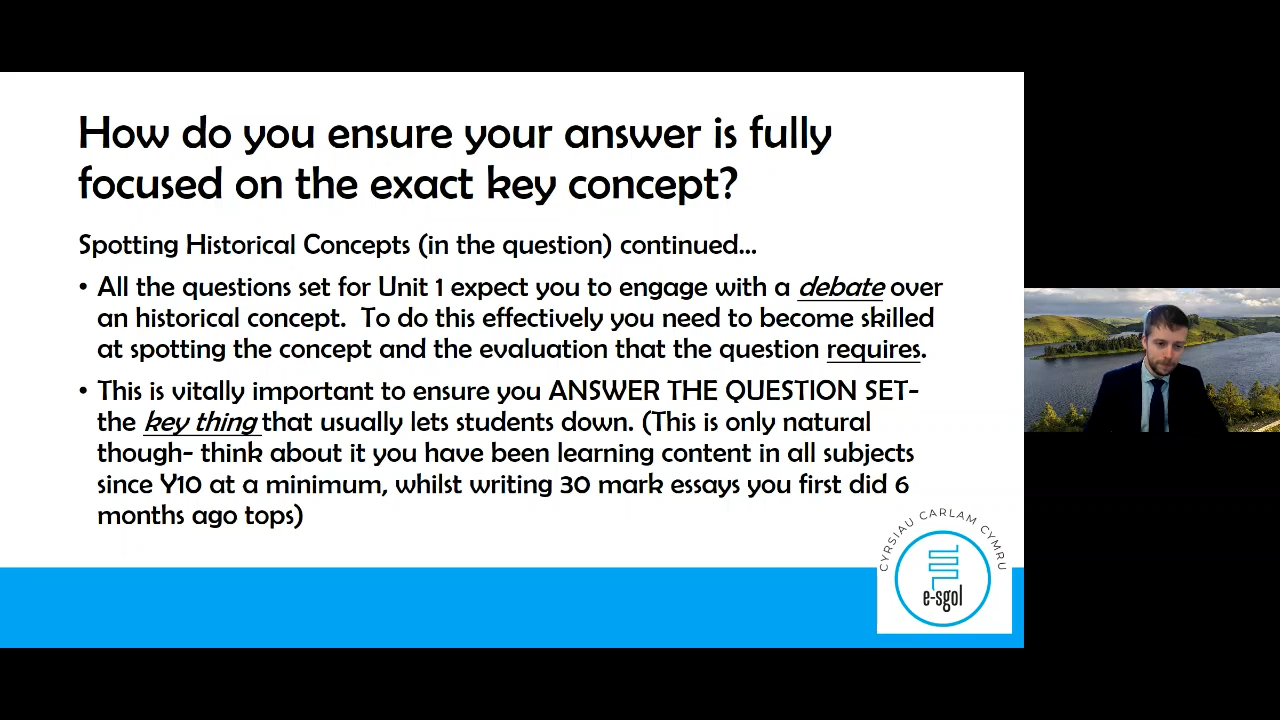 How do you ensure your answer is fully
focused on the exact key concept?
Spotting Historical Concepts (in the question) continued...
• All the questions set for Unit 1 expect you to engage with a debate over
an historical concept.  To do this effectively you need to become skilled
at spotting the concept and the evaluation that the question requires.
• This is vitally important to ensure you ANSWER THE QUESTION SET-
the key thing that usually lets students down. (This is only natural
though- think about it you have been learning content in all subjects
since Y10 at a minimum, whilst writing 30 mark essays you first did 6
months ago tops)
CYRSIAU CARLAM CYMRU
e-sgol